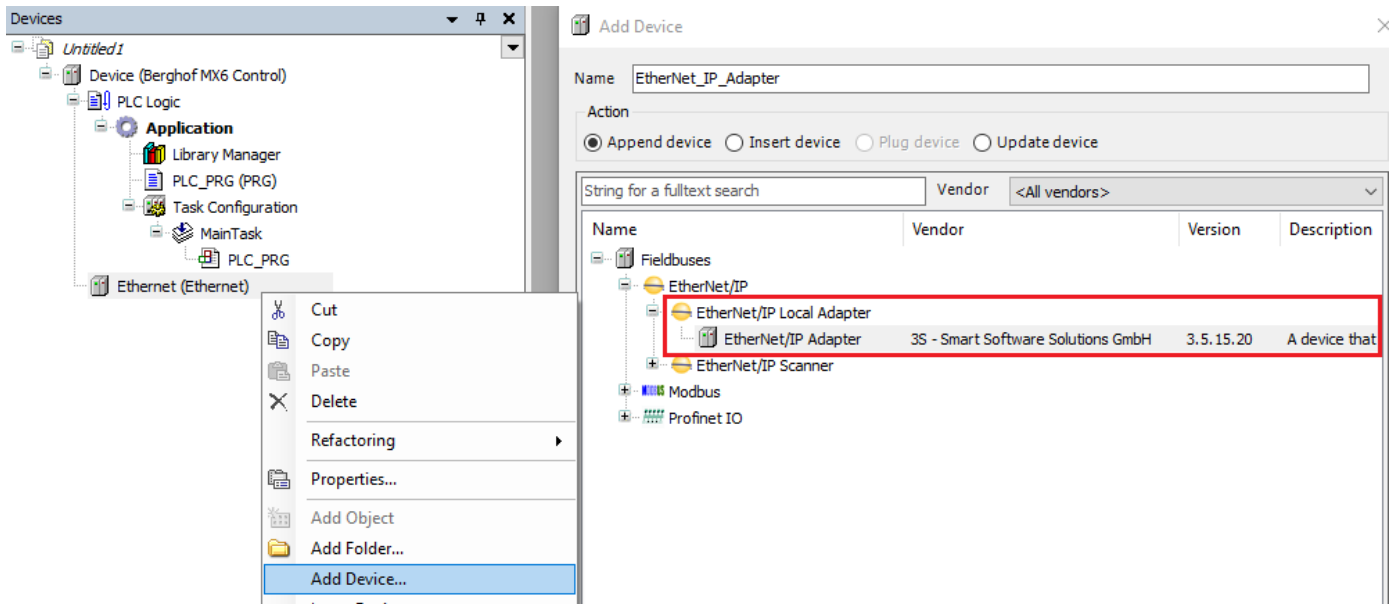 Devices
Untitled1
Device (Berghof MX6 Control)
PLC Logic
Application
Library Manager
PLC_PRG (PRG)
Task Configuration
MainTask
PLC_PRG
Ethernet (Ethernet)
Cut
Copy
Paste
Delete
Refactoring
Properties...
Add Object
Add Folder...
Add Device...
Add Device
Name EtherNet_IP_Adapter
Action
Append device Insert device Plug device Update device
String for a fulltext search Vendor <All vendors>
Name Vendor Version Description
Fieldbuses
EtherNet/IP
EtherNet/IP Local Adapter
EtherNet/IP Adapter 3S - Smart Software Solutions GmbH 3.5.15.20 A device that
EtherNet/IP Scanner
Modbus
Profinet IO